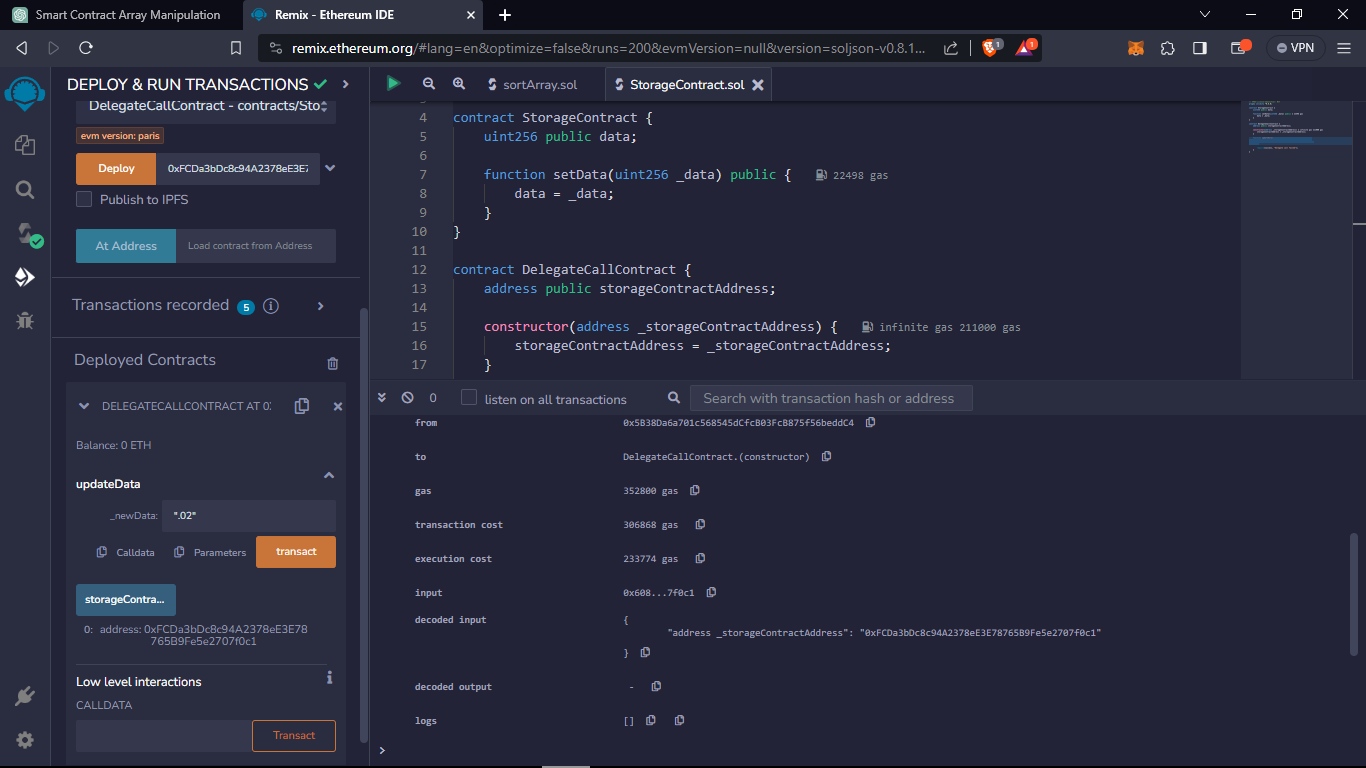 Smart Contract Array Manipulation
Remix - Ethereum IDE
remix.ethereum.org/#lang=en&optimize=false&runs=200&evmVersion=null&version=soljson-v0.8.1...
1
1
VPN
DEPLOY & RUN TRANSACTIONS
DelegateCallContract - contracts/Sto
evm version: paris
Deploy
0xFCDa3bDc8c94A2378eE3E7
Publish to IPFS
At Address
Load contract from Address
Transactions recorded 5
Deployed Contracts
DELEGATECALLCONTRACT AT 0
Balance: 0 ETH
updateData
_newData:
".02"
Calldata
Parameters
transact
storageContra...
0: address: 0xFCDa3bDc8c94A2378eE3E78
765B9Fe5e2707f0c1
Low level interactions
CALLDATA
Transact
sortArray.sol
StorageContract.sol
4 contract StorageContract {
5 uint256 public data;
6
7 function setData(uint256 _data) public { 22498 gas
8 data = _data;
9 }
10 }
11
12 contract DelegateCallContract {
13 address public storageContractAddress;
14
15 constructor(address _storageContractAddress) { infinite gas 211000 gas
16 storageContractAddress = _storageContractAddress;
17 }
0
listen on all transactions
Search with transaction hash or address
from 0x5B38Da6a701c568545dCfcB03FcB875f56beddC4
to DelegateCallContract.(constructor)
gas 352800 gas
transaction cost 306868 gas
execution cost 233774 gas
input 0x608...7f0c1
decoded input {
"address _storageContractAddress": "0xFCDa3bDc8c94A2378eE3E78765B9Fe5e2707f0c1"
}
decoded output -
logs []
>